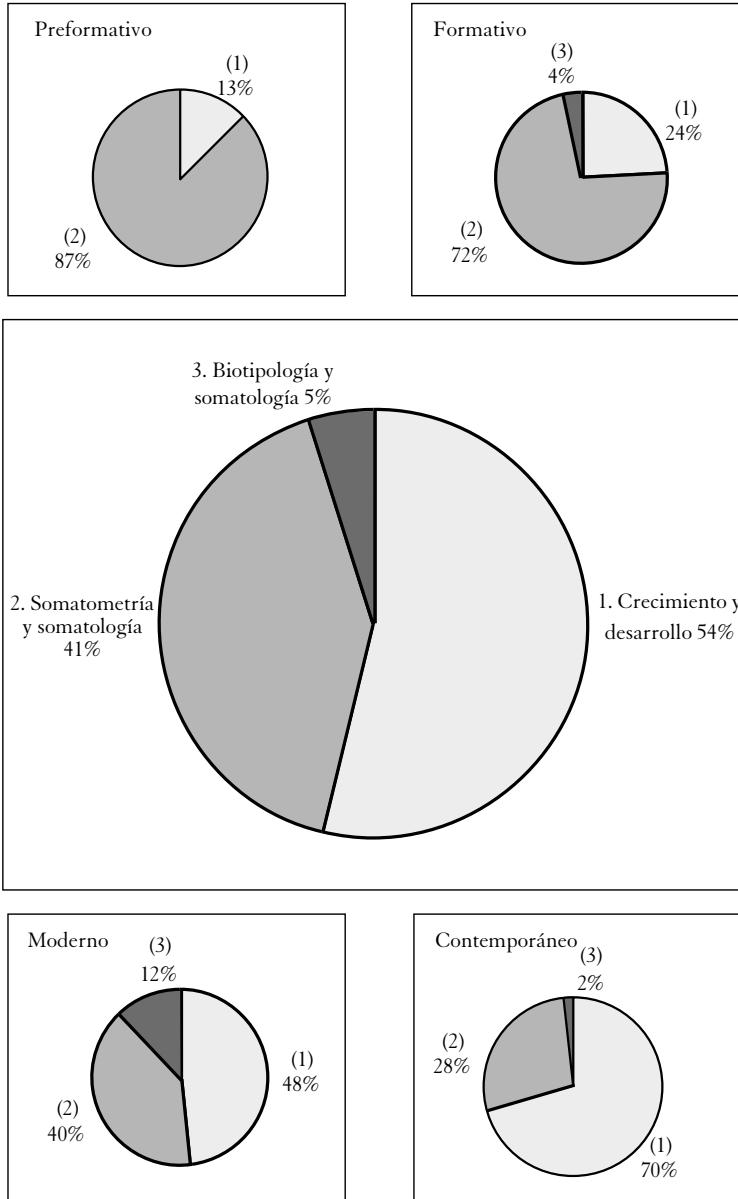 Preformativo
(1)
13%
(2)
87%
Formativo
(3)
4%
(1)
24%
(2)
72%
3. Biotipología y
somatología 5%
2. Somatometría
y somatología
41%
1. Crecimiento y
desarrollo 54%
Moderno
(3)
12%
(1)
48%
(2)
40%
Contemporáneo
(3)
2%
(2)
28%
(1)
70%